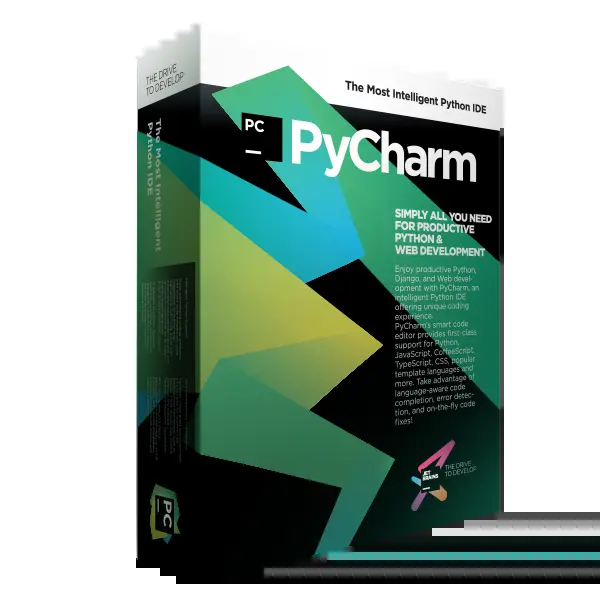 THE DRIVE
TO DEVELOP
The Most Intelligent
Python IDE
The Most Intelligent Python IDE
PC
PyCharm
SIMPLY ALL YOU NEED
FOR PRODUCTIVE
PYTHON &
WEB DEVELOPMENT
Enjoy productive Python,
Django, and Web devel-
opment with PyCharm, an
intelligent Python IDE
offering unique coding
experience.
PyCharm's smart code
editor provides first-class
support for Python,
JavaScript, CoffeeScript,
TypeScript, CSS, popular
template languages and
more. Take advantage of
language-aware code
completion, error detec-
tion, and on-the-fly code
fixes!
JET
BRAINS
THE DRIVE
TO DEVELOP
PC